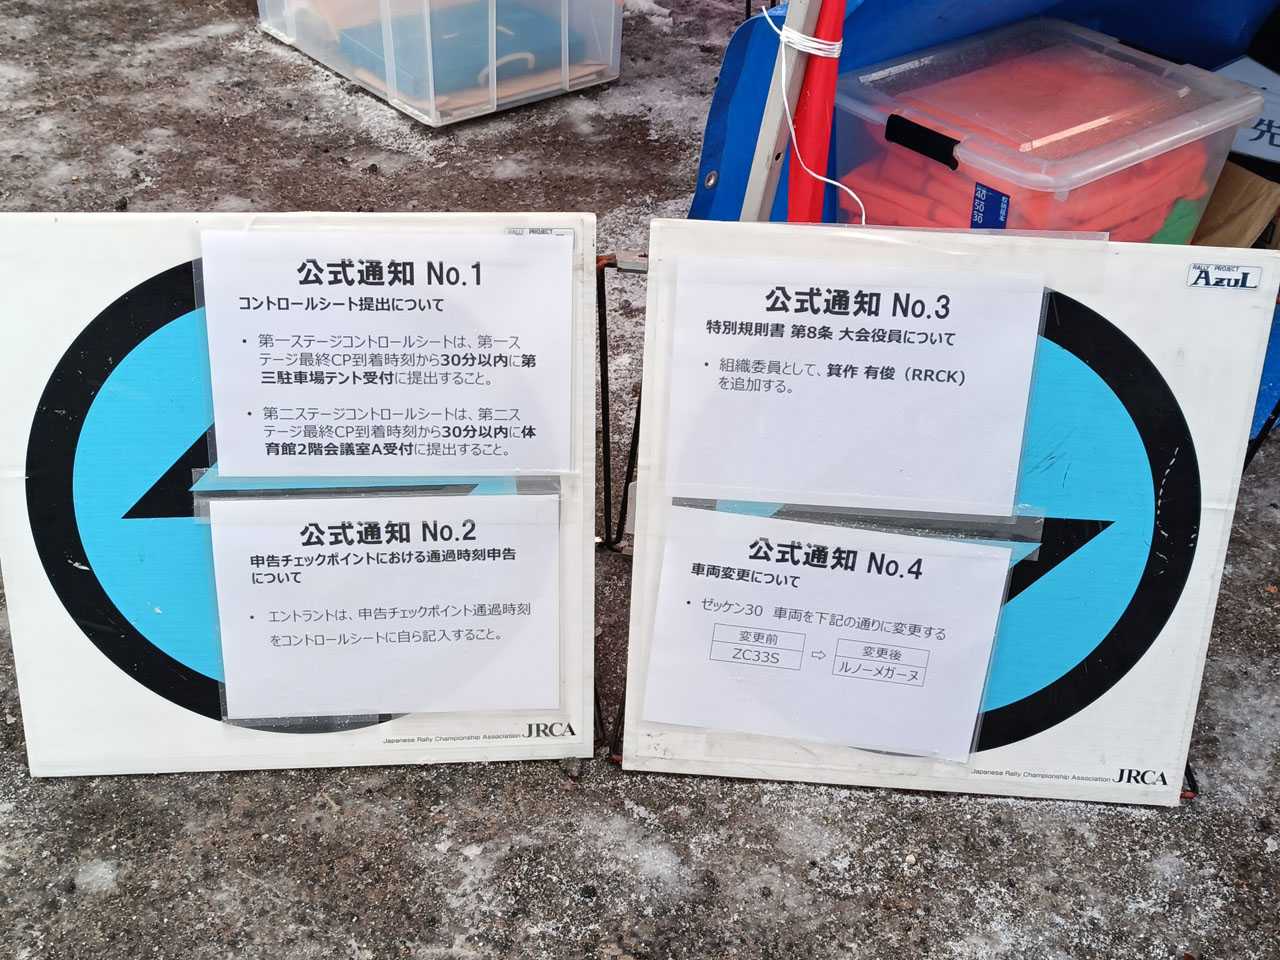 RALLY PROJECT
公式通知 No.1
コントロールシート提出について
• 第一ステージコントロールシートは、第一ス
テージ最終CP到着時刻から30分以内に第
三駐車場テント受付に提出すること。
• 第二ステージコントロールシートは、第二ス
テージ最終CP到着時刻から30分以内に体
育館2階会議室A受付に提出すること。
公式通知 No.2
申告チェックポイントにおける通過時刻申告
について
• エントラントは、申告チェックポイント通過時刻
をコントロールシートに自ら記入すること。
Japanese Rally Championship Association JRCA
RALLY PROJECT
AZUL
公式通知 No.3
特別規則書 第8条 大会役員について
• 組織委員として、箕作 有俊（RRCK)
を追加する。
公式通知 No.4
車両変更について
• ゼッケン30 車両を下記の通りに変更する
変更前
ZC33S
⇨
変更後
ルノーメガーヌ
Japanese Rally Championship Association JRCA
40
50
30
先